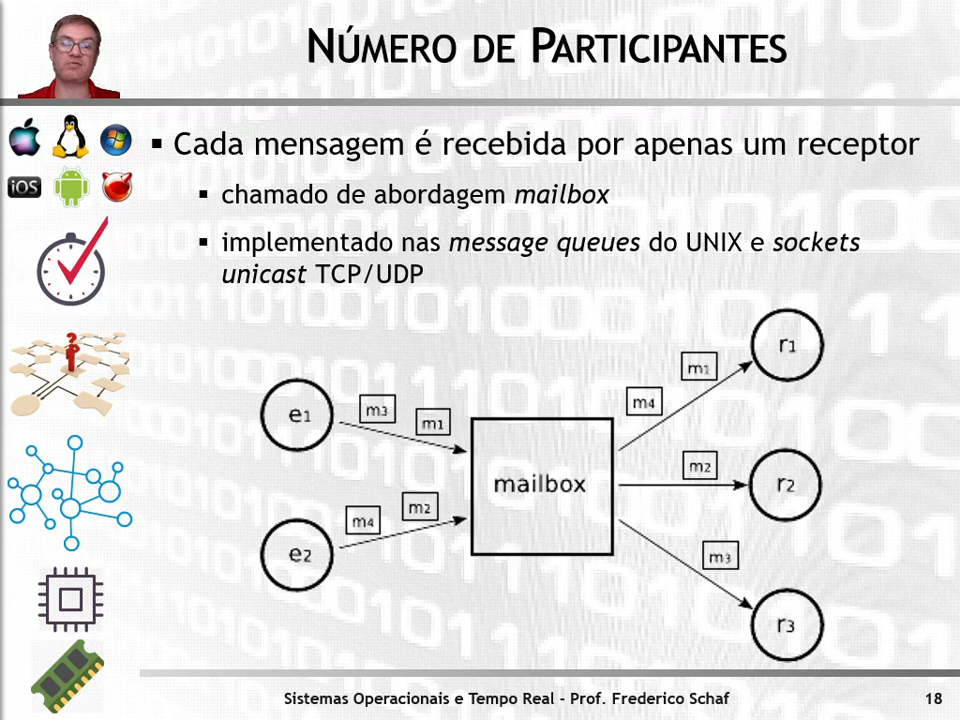 NÚMERO DE PARTICIPANTES
Cada mensagem é recebida por apenas um receptor
chamado de abordagem mailbox
implementado nas message queues do UNIX e sockets
unicast TCP/UDP
iOS
r1
m1
m4
e1
m3
m1
mailbox
m2
r2
m2
m4
e2
m3
r3
Sistemas Operacionais e Tempo Real - Prof. Frederico Schaf
18